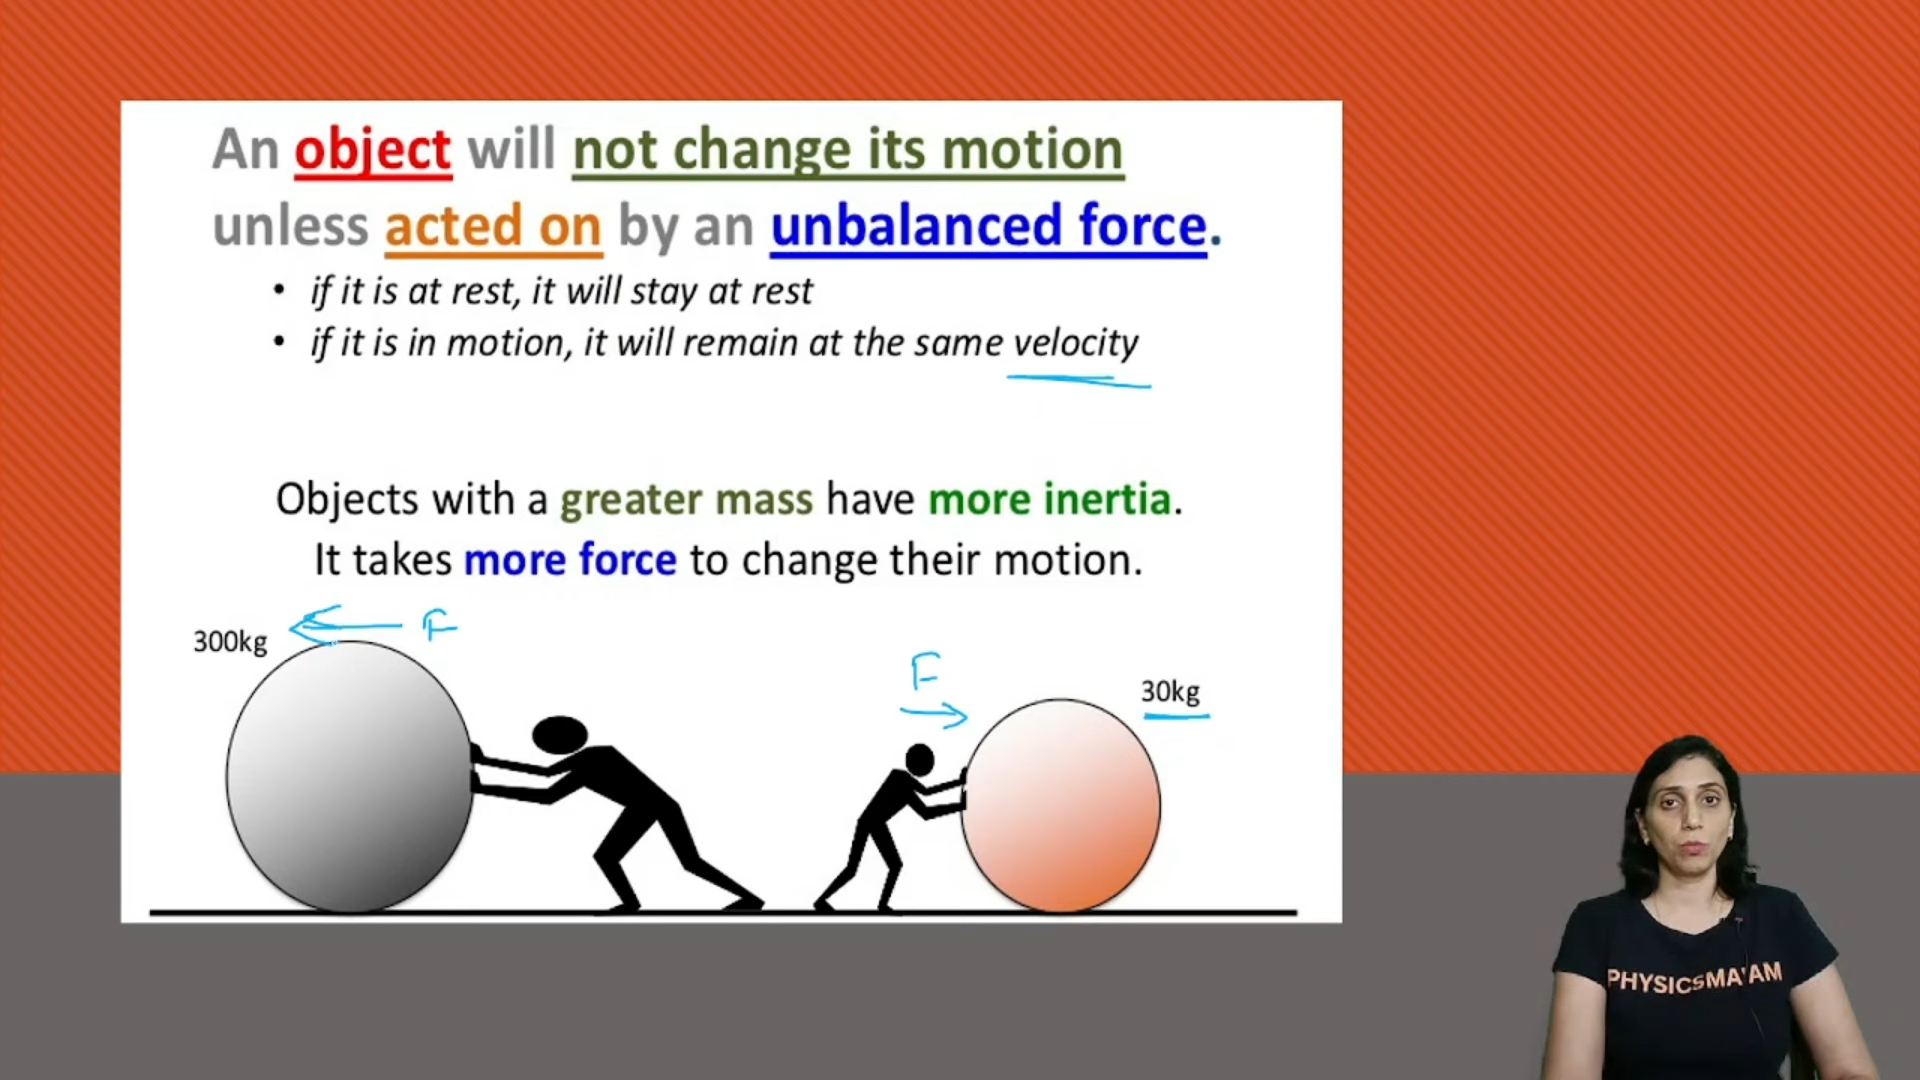 An object will not change its motion
unless acted on by an unbalanced force.
• if it is at rest, it will stay at rest
• if it is in motion, it will remain at the same velocity
Objects with a greater mass have more inertia.
It takes more force to change their motion.
300kg
F
F
30kg
PHYSICSMA'AM